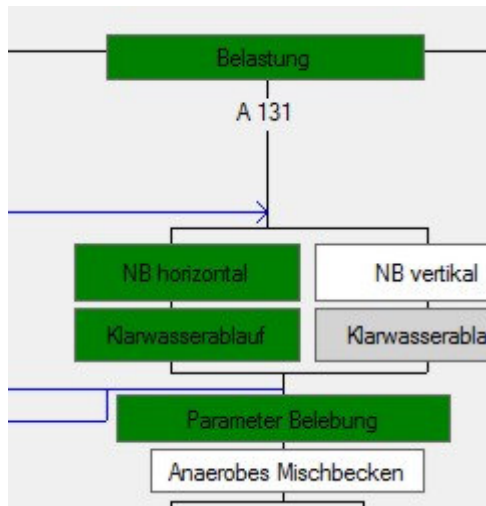 Belastung
A 131
NB horizontal
NB vertikal
Klarwasserablauf
Klarwasserabla
Parameter Belebung
Anaerobes Mischbecken